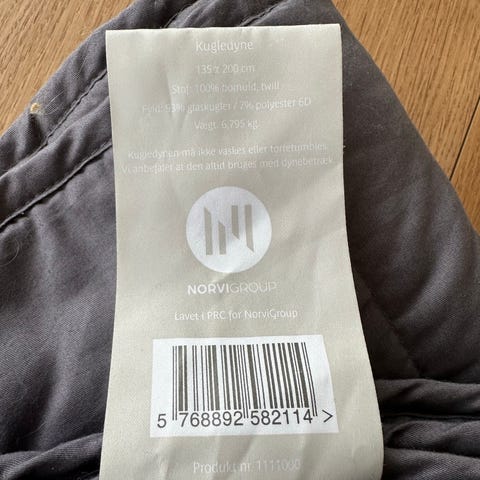 Kugledyne
135 x 200 cm
Stof: 100% bomuld, twill
Fyld: 93% glaskugler / 7% polyester 6D
Vægt: 6,795 kg
Kugledynen må ikke vaskes eller tørretumbles
Vi anbefaler at den altid bruges med dynebetræk
NORVIGROUP
Lavet i PRC for NorviGroup
5 768892 582114 >
Produkt nr. 1111000